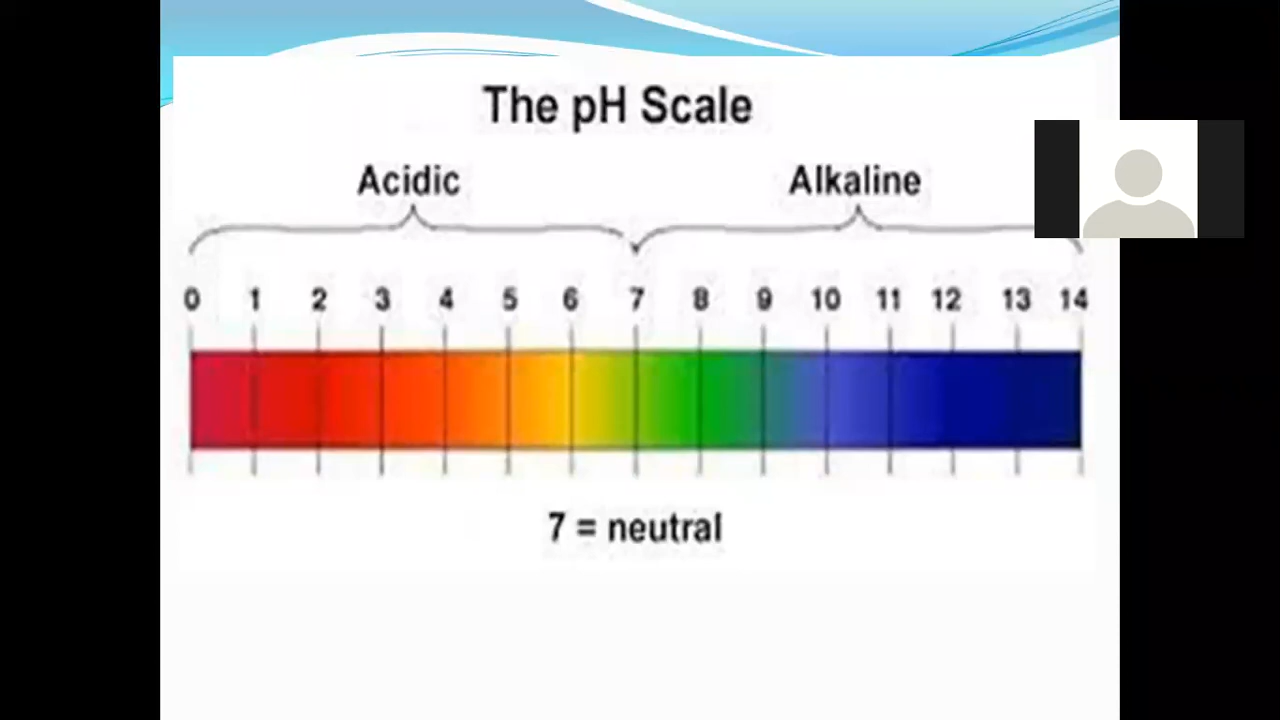 The pH Scale
Acidic Alkaline
0 1 2 3 4 5 6 7 8 9 10 11 12 13 14
7 = neutral